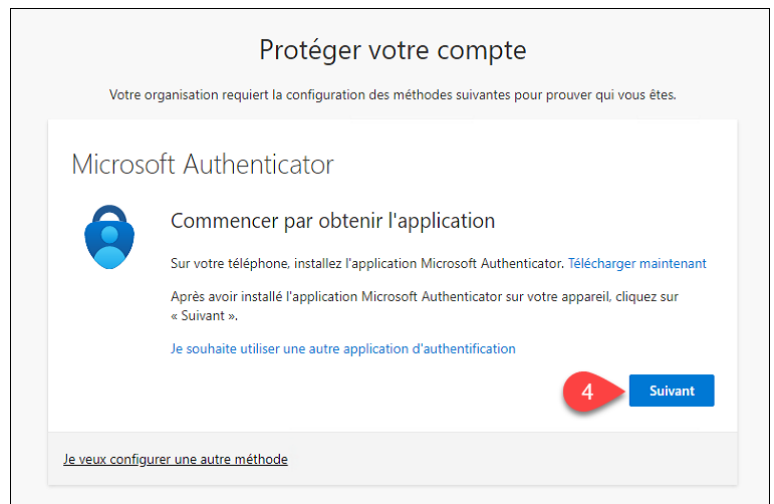 Protéger votre compte
Votre organisation requiert la configuration des méthodes suivantes pour prouver qui vous êtes.
Microsoft Authenticator
Commencer par obtenir l'application
Sur votre téléphone, installez l'application Microsoft Authenticator. Télécharger maintenant
Après avoir installé l'application Microsoft Authenticator sur votre appareil, cliquez sur
« Suivant ».
Je souhaite utiliser une autre application d'authentification
4 Suivant
Je veux configurer une autre méthode